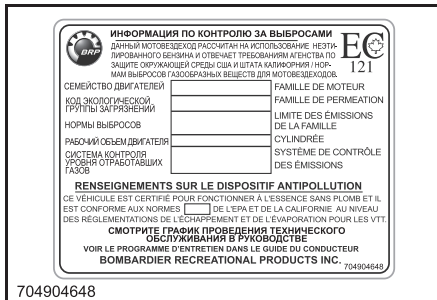 ИНФОРМАЦИЯ ПО КОНТРОЛЮ ЗА ВЫБРОСАМИ
ДАННЫЙ МОТОВЕЗДЕХОД РАССЧИТАН НА ИСПОЛЬЗОВАНИЕ НЕЭТИ-
ЛИРОВАННОГО БЕНЗИНА И ОТВЕЧАЕТ ТРЕБОВАНИЯМ АГЕНСТВА ПО
ЗАЩИТЕ ОКРУЖАЮЩЕЙ СРЕДЫ США И ШТАТА КАЛИФОРНИЯ / НОР-
МАМ ВЫБРОСОВ ГАЗООБРАЗНЫХ ВЕЩЕСТВ ДЛЯ МОТОВЕЗДЕХОДОВ.
BRP
EC
121
СЕМЕЙСТВО ДВИГАТЕЛЕЙ
FAMILLE DE MOTEUR
КОД ЭКОЛОГИЧЕСКОЙ
ГРУППЫ ЗАГРЯЗНЕНИЙ
FAMILLE DE PERMEATION
НОРМЫ ВЫБРОСОВ
LIMITE DES ÉMISSIONS
DE LA FAMILLE
РАБОЧИЙ ОБЪЕМ ДВИГАТЕЛЯ
CYLINDRÉE
СИСТЕМА КОНТРОЛЯ
УРОВНЯ ОТРАБОТАВШИХ
ГАЗОВ
SYSTÈME DE CONTRÔLE
DES ÉMISSIONS
RENSEIGNEMENTS SUR LE DISPOSITIF ANTIPOLLUTION
CE VÉHICULE EST CERTIFIÉ POUR FONCTIONNER À L'ESSENCE SANS PLOMB ET IL
EST CONFORME AUX NORMES DE L'EPA ET DE LA CALIFORNIE AU NIVEAU
DES RÉGLEMENTATIONS DE L'ÉCHAPPEMENT ET DE L'ÉVAPORATION POUR LES VTT.
СМОТРИТЕ ГРАФИК ПРОВЕДЕНИЯ ТЕХНИЧЕСКОГО
ОБСЛУЖИВАНИЯ В РУКОВОДСТВЕ
VOIR LE PROGRAMME D'ENTRETIEN DANS LE GUIDE DU CONDUCTEUR
BOMBARDIER RECREATIONAL PRODUCTS INC.
704904648
704904648